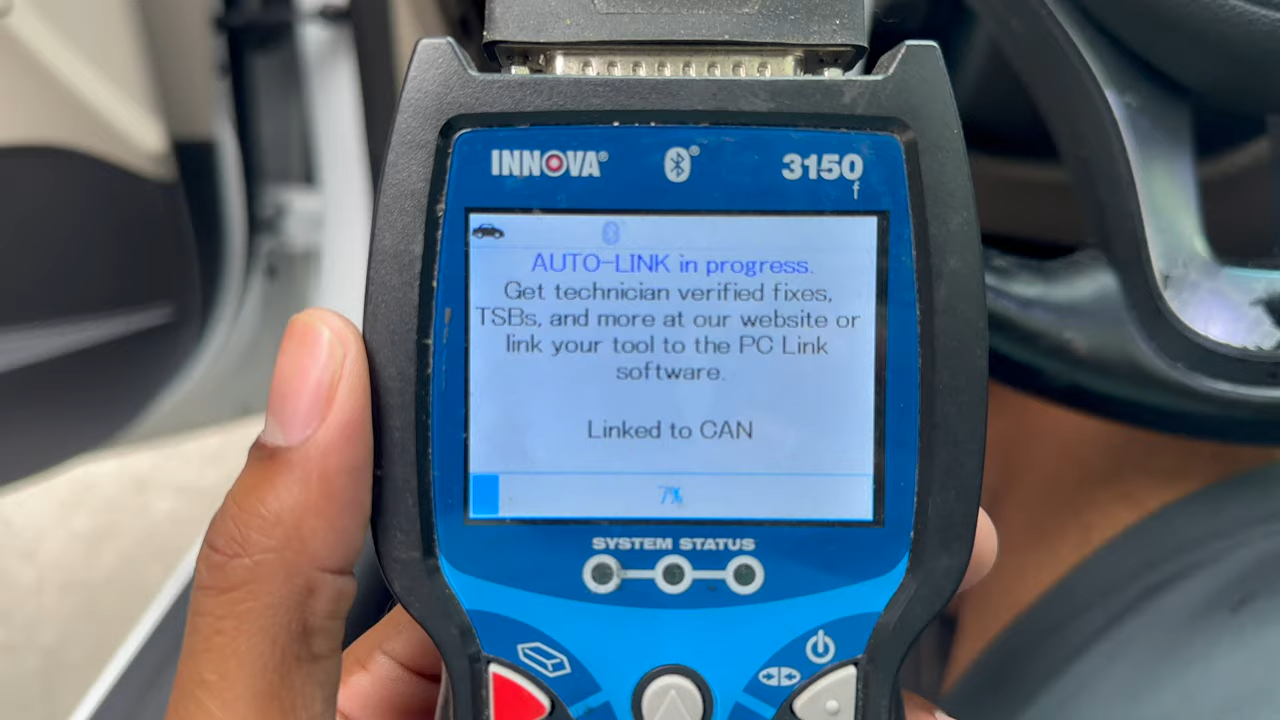 INNOVA® 3150
f
AUTO-LINK in progress.
Get technician verified fixes,
TSBs, and more at our website or
link your tool to the PC Link
software.
Linked to CAN
7%
SYSTEM STATUS